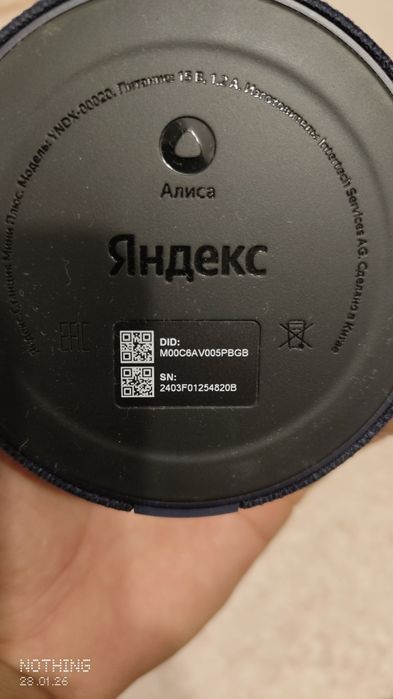 Яндекс Станция Мини Плюс. Модель: YNDX-00020. Питание: 15 В, 1.2 А. Изготовитель: Intertech Services AG. Сделано в Китае
Алиса
Яндекс
EAC
DID:
M00C6AV005PBGB
SN:
2403F01254820B
NOTHING
28.01.26